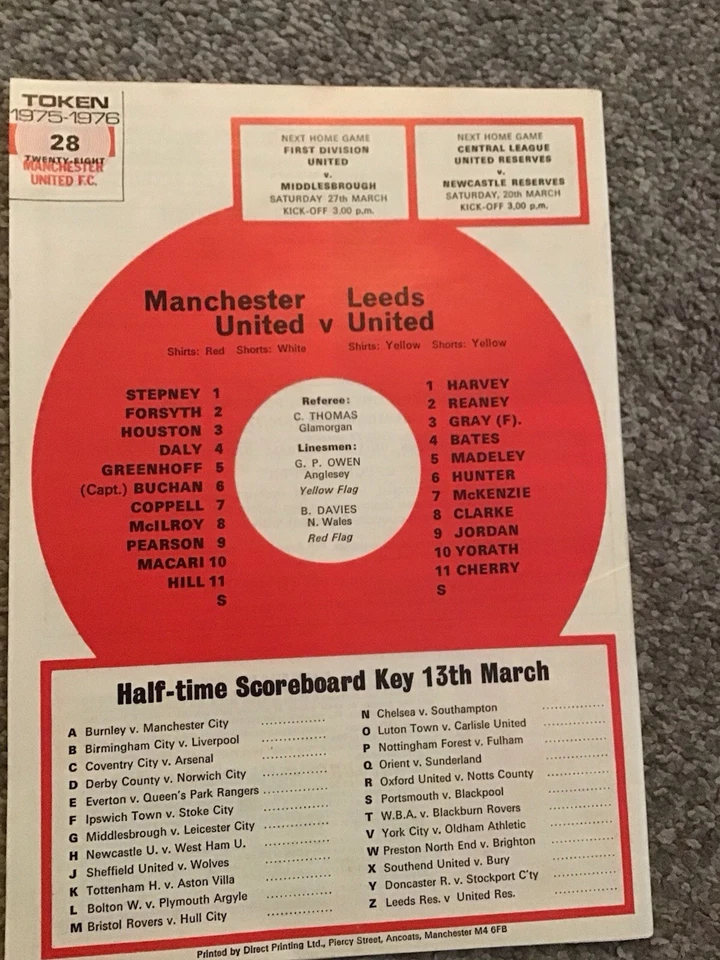 TOKEN
1975-1976
28
TWENTY-EIGHT
MANCHESTER
UNITED F.C.
NEXT HOME GAME
FIRST DIVISION
UNITED
v.
MIDDLESBROUGH
SATURDAY 27th MARCH
KICK-OFF 3.00 p.m.
NEXT HOME GAME
CENTRAL LEAGUE
UNITED RESERVES
v.
NEWCASTLE RESERVES
SATURDAY, 20th MARCH
KICK-OFF 3.00 p.m.
Manchester United v Leeds United
Shirts: Red Shorts: White
Shirts: Yellow Shorts: Yellow
STEPNEY 1
FORSYTH 2
HOUSTON 3
DALY 4
GREENHOFF 5
(Capt.) BUCHAN 6
COPPELL 7
McILROY 8
PEARSON 9
MACARI 10
HILL 11
S
Referee:
C. THOMAS
Glamorgan
Linesmen:
G. P. OWEN
Anglesey
Yellow Flag
B. DAVIES
N. Wales
Red Flag
1 HARVEY
2 REANEY
3 GRAY (F).
4 BATES
5 MADELEY
6 HUNTER
7 McKENZIE
8 CLARKE
9 JORDAN
10 YORATH
11 CHERRY
S
Half-time Scoreboard Key 13th March
A Burnley v. Manchester City ................
B Birmingham City v. Liverpool ................
C Coventry City v. Arsenal ................
D Derby County v. Norwich City ................
E Everton v. Queen's Park Rangers ................
F Ipswich Town v. Stoke City ................
G Middlesbrough v. Leicester City ................
H Newcastle U. v. West Ham U. ................
J Sheffield United v. Wolves ................
K Tottenham H. v. Aston Villa ................
L Bolton W. v. Plymouth Argyle ................
M Bristol Rovers v. Hull City ................
N Chelsea v. Southampton ................
O Luton Town v. Carlisle United ................
P Nottingham Forest v. Fulham ................
Q Orient v. Sunderland ................
R Oxford United v. Notts County ................
S Portsmouth v. Blackpool ................
T W.B.A. v. Blackburn Rovers ................
V York City v. Oldham Athletic ................
W Preston North End v. Brighton ................
X Southend United v. Bury ................
Y Doncaster R. v. Stockport C'ty ................
Z Leeds Res. v United Res. ................
Printed by Direct Printing Ltd., Piercy Street, Ancoats, Manchester M4 6FB